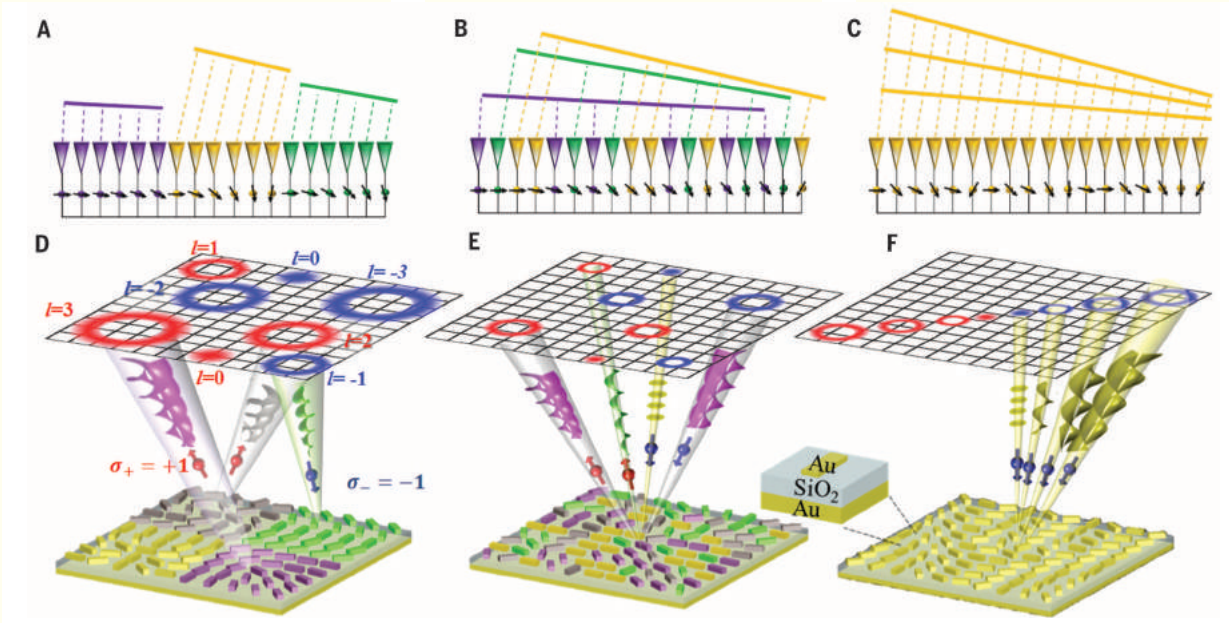 A
B
C
D
E
F
l=1
l=0
l= -3
l= -2
l=3
l=2
l=0
l= -1
σ₊ = +1
σ₋ = −1
Au
SiO₂
Au